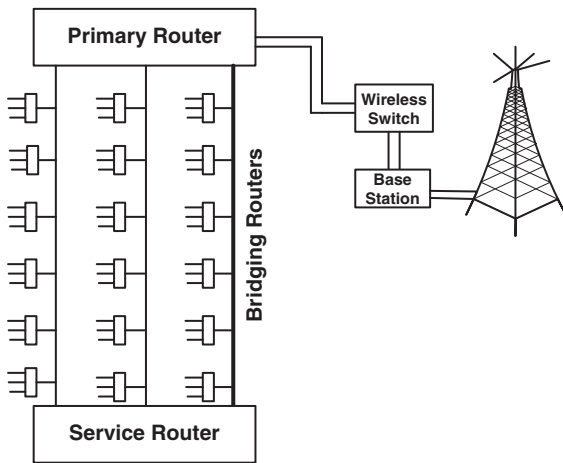 Primary Router
Wireless
Switch
Base
Station
Bridging Routers
Service Router